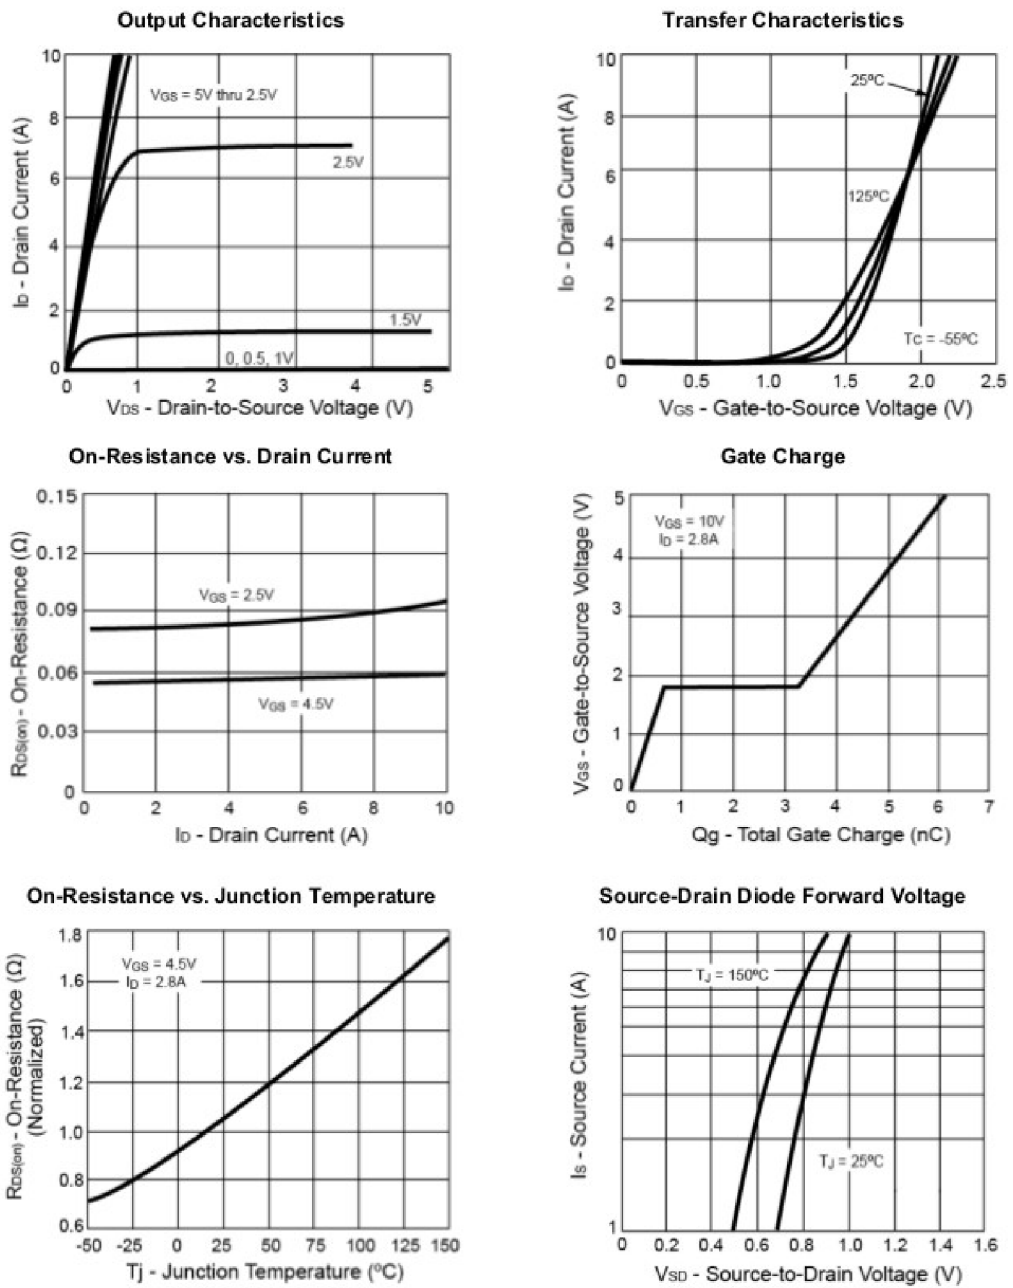 Output Characteristics
10
8
6
4
2
0
ID - Drain Current (A)
VGS = 5V thru 2.5V
2.5V
1.5V
0, 0.5, 1V
0 1 2 3 4 5
VDS - Drain-to-Source Voltage (V)
Transfer Characteristics
10
8
6
4
2
0
ID - Drain Current (A)
25ºC
125ºC
TC = -55ºC
0 0.5 1.0 1.5 2.0 2.5
VGS - Gate-to-Source Voltage (V)
On-Resistance vs. Drain Current
0.15
0.12
0.09
0.06
0.03
0
RDS(on) - On-Resistance (Ω)
VGS = 2.5V
VGS = 4.5V
0 2 4 6 8 10
ID - Drain Current (A)
Gate Charge
5
4
3
2
1
0
VGS - Gate-to-Source Voltage (V)
VGS = 10V
ID = 2.8A
0 1 2 3 4 5 6 7
Qg - Total Gate Charge (nC)
On-Resistance vs. Junction Temperature
1.8
1.6
1.4
1.2
1.0
0.8
0.6
RDS(on) - On-Resistance (Ω)
(Normalized)
VGS = 4.5V
ID = 2.8A
-50 -25 0 25 50 75 100 125 150
Tj - Junction Temperature (ºC)
Source-Drain Diode Forward Voltage
10
1
IS - Source Current (A)
TJ = 150ºC
TJ = 25ºC
0 0.2 0.4 0.6 0.8 1.0 1.2 1.4 1.6
VSD - Source-to-Drain Voltage (V)